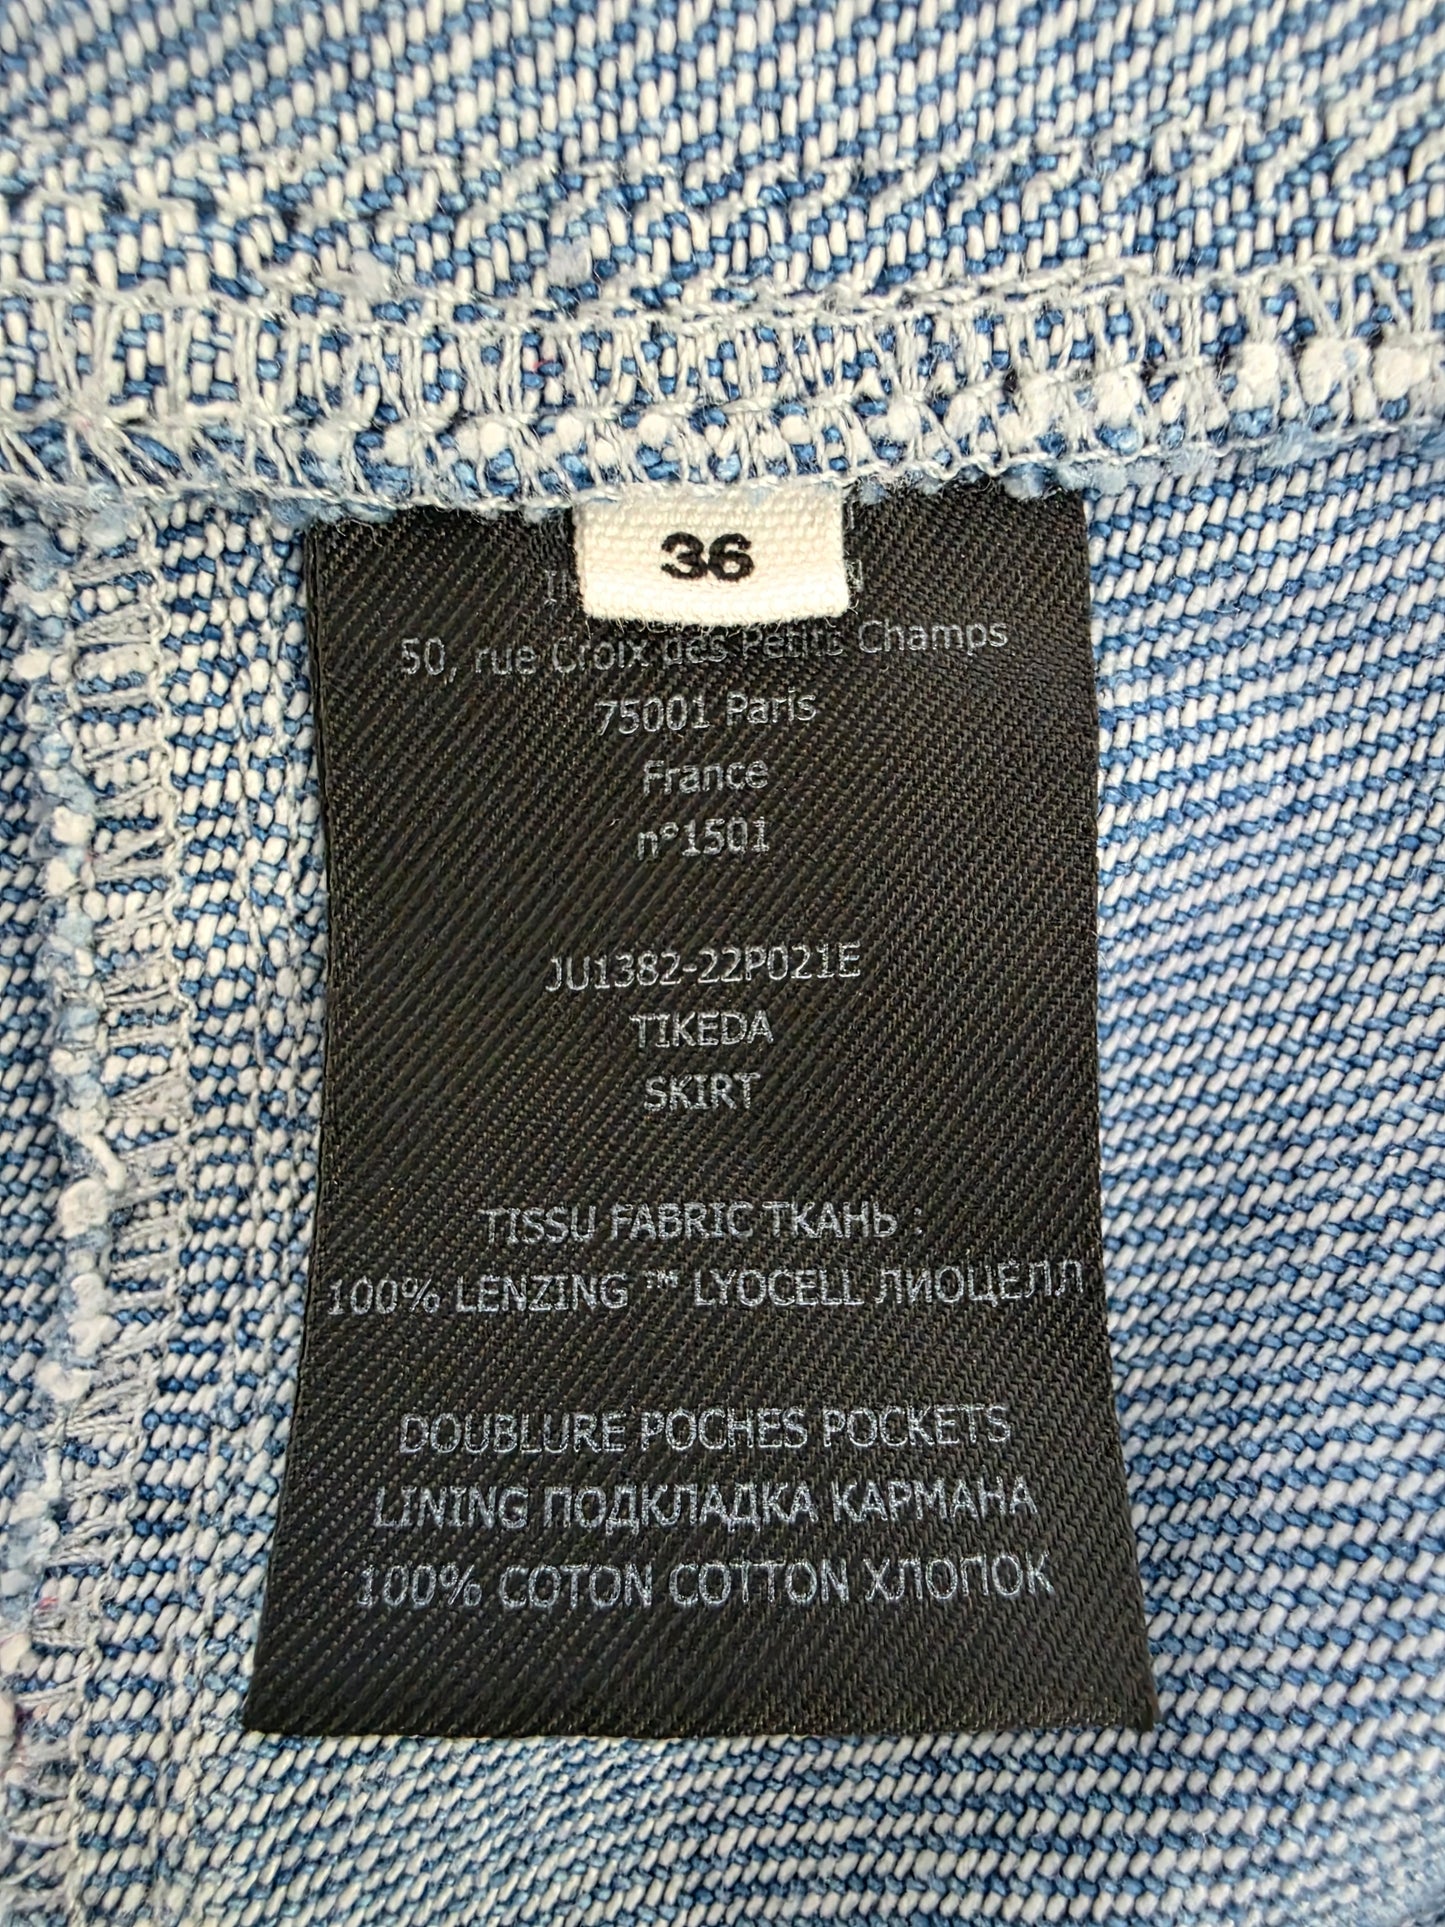 36
50, rue Croix des Petits Champs
75001 Paris
France
n°1501
JU1382-22P021E
TIKEDA
SKIRT
TISSU FABRIC ТКАНЬ :
100% LENZING ™ LYOCELL ЛИОЦЕЛЛ
DOUBLURE POCHES POCKETS
LINING ПОДКЛАДКА КАРМАНА
100% COTON COTTON ХЛОПОК